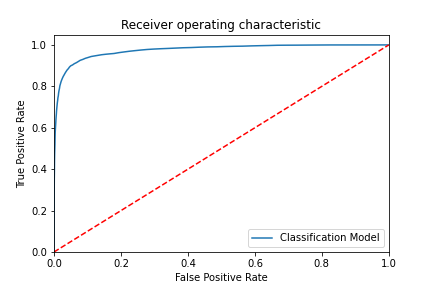 Receiver operating characteristic
True Positive Rate
1.0
0.8
0.6
0.4
0.2
0.0
Classification Model
0.0 0.2 0.4 0.6 0.8 1.0
False Positive Rate